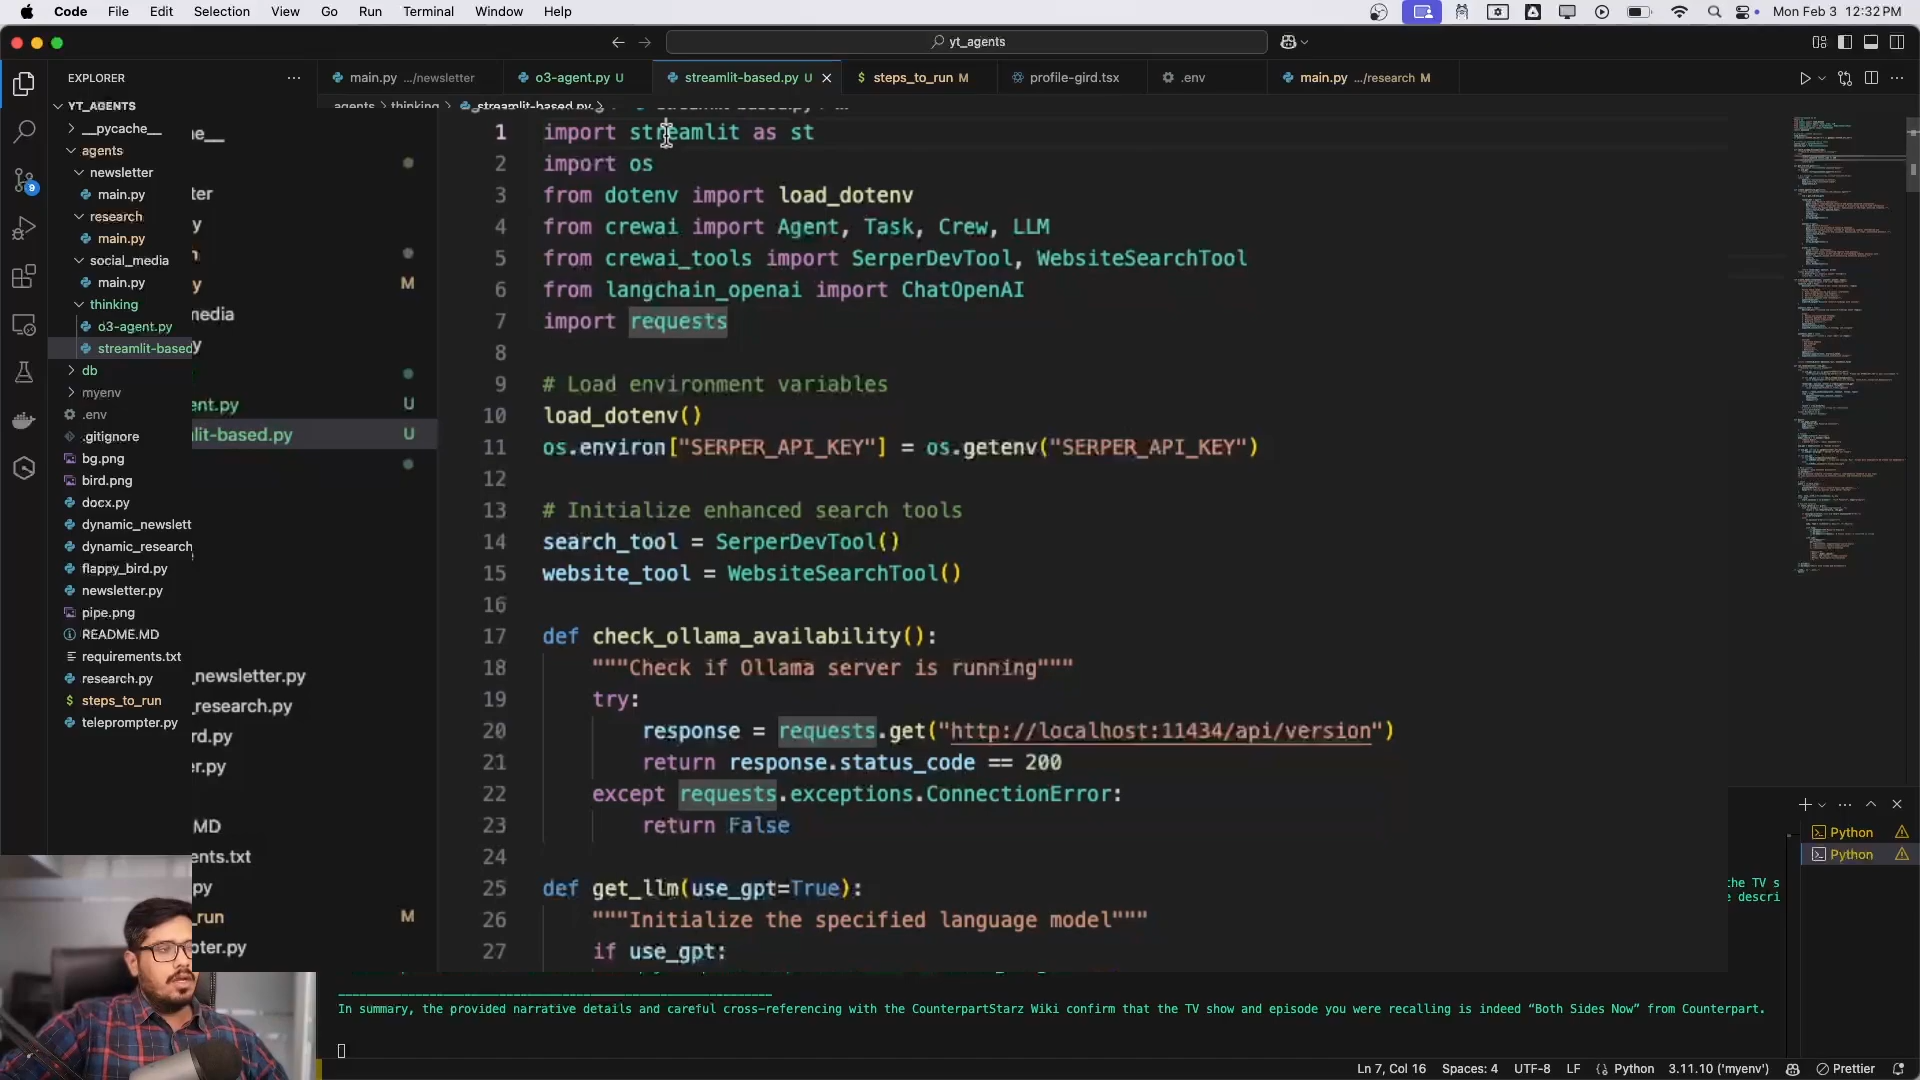 Code File Edit Selection View Go Run Terminal Window Help
Mon Feb 3 12:32 PM
yt_agents
EXPLORER
main.py .../newsletter
o3-agent.py U
streamlit-based.py U
steps_to_run M
profile-gird.tsx
.env
main.py .../research M
agents > thinking > streamlit-based.py >
YT_AGENTS
__pycache__
agents
newsletter
main.py
research
main.py
social_media
main.py
thinking
o3-agent.py
streamlit-based
db
myenv
.env
.gitignore
bg.png
bird.png
docx.py
dynamic_newslett
dynamic_research
flappy_bird.py
newsletter.py
pipe.png
README.MD
requirements.txt
research.py
steps_to_run
teleprompter.py
9
ter
M
media
ent.py U
lit-based.py U
_newsletter.py
_research.py
rd.py
er.py
MD
ents.txt
py
_run M
pter.py
1 import streamlit as st
2 import os
3 from dotenv import load_dotenv
4 from crewai import Agent, Task, Crew, LLM
5 from crewai_tools import SerperDevTool, WebsiteSearchTool
6 from langchain_openai import ChatOpenAI
7 import requests
8
9 # Load environment variables
10 load_dotenv()
11 os.environ["SERPER_API_KEY"] = os.getenv("SERPER_API_KEY")
12
13 # Initialize enhanced search tools
14 search_tool = SerperDevTool()
15 website_tool = WebsiteSearchTool()
16
17 def check_ollama_availability():
18 """Check if Ollama server is running"""
19 try:
20 response = requests.get("http://localhost:11434/api/version")
21 return response.status_code == 200
22 except requests.exceptions.ConnectionError:
23 return False
24
25 def get_llm(use_gpt=True):
26 """Initialize the specified language model"""
27 if use_gpt:
Python
Python
the TV s
e descri
In summary, the provided narrative details and careful cross-referencing with the CounterpartStarz Wiki confirm that the TV show and episode you were recalling is indeed “Both Sides Now” from Counterpart.
Ln 7, Col 16 Spaces: 4 UTF-8 LF Python 3.11.10 ('myenv') Prettier